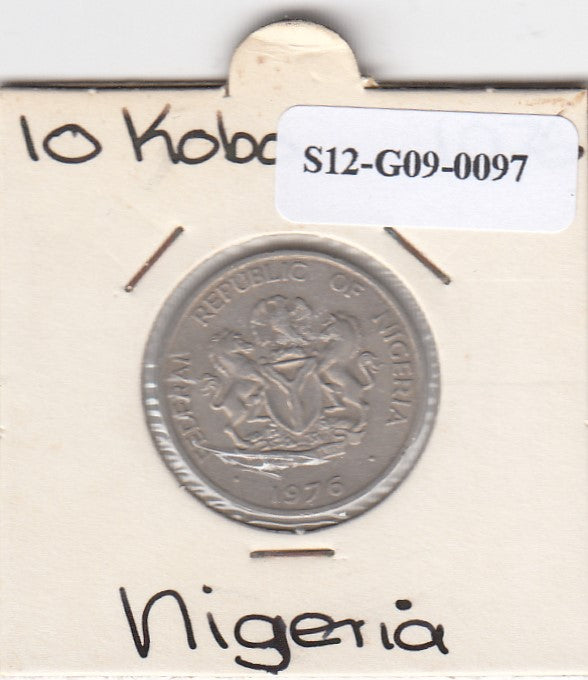 10 Kobo
S12-G09-0097
FEDERAL REPUBLIC OF NIGERIA
1976
Nigeria